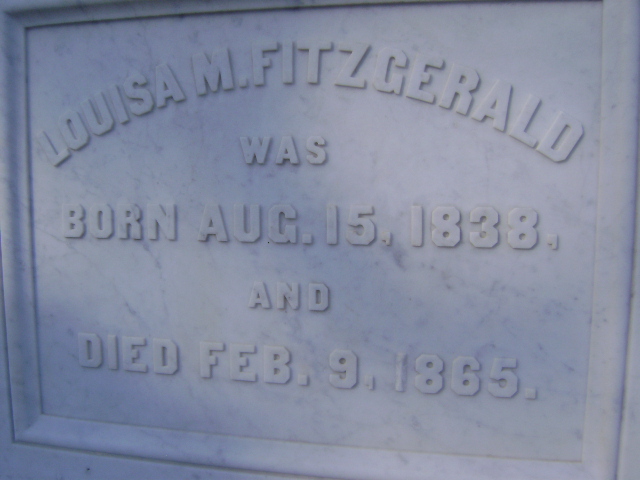 LOUISA M. FITZGERALD
WAS
BORN AUG. 15, 1838,
AND
DIED FEB. 9, 1865.